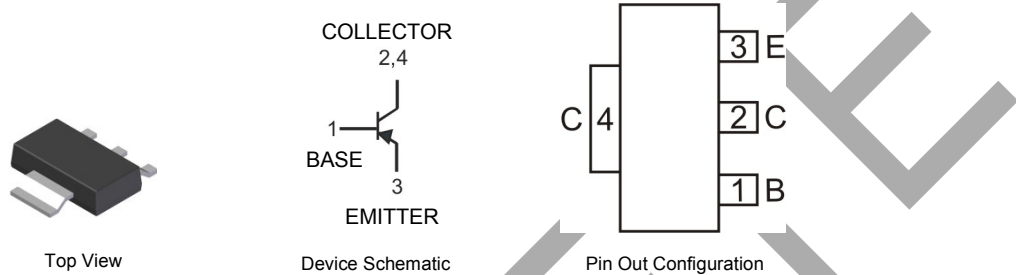 COLLECTOR
2,4
1
BASE
3
EMITTER
C 4
3 E
2 C
1 B
Top View
Device Schematic
Pin Out Configuration